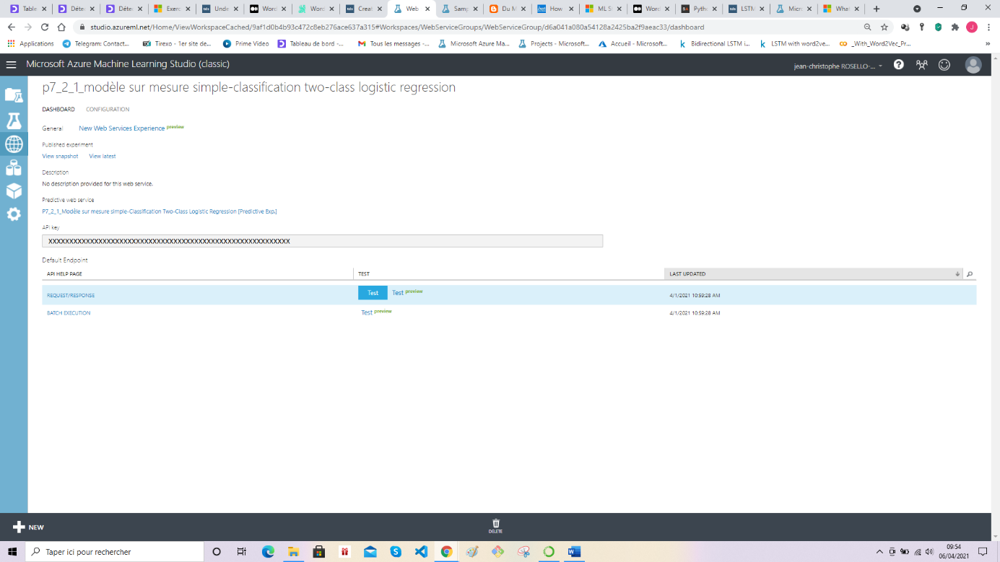 Table
Déte
Déte
Exerc
Unde
Word
Word
Creat
Web
Samp
Du M
How
ML S
Word
Pytho
LSTM
Micr
What
studio.azureml.net/Home/ViewWorkspaceCached/9af1d0b4b93c472c8eb276ace637a315#Workspaces/WebServiceGroups/WebServiceGroup/d6a041a080a54128a2425ba2f9aeac33/dashboard
J
Applications
Telegram: Contact...
Tirexo - 1er site de...
Prime Video
Tableau de bord -...
Tous les messages -...
Microsoft Azure Ma...
Projects - Microsoft...
Accueil - Microsoft...
Bidirectional LSTM i...
LSTM with word2ve...
_With_Word2Vec_Pr...
»
Microsoft Azure Machine Learning Studio (classic)
jean-christophe ROSELLO-...
p7_2_1_modèle sur mesure simple-classification two-class logistic regression
DASHBOARD CONFIGURATION
General New Web Services Experience preview
Published experiment
View snapshot View latest
Description
No description provided for this web service.
Predictive web service
P7_2_1_Modèle sur mesure simple-Classification Two-Class Logistic Regression [Predictive Exp.]
API key
XXXXXXXXXXXXXXXXXXXXXXXXXXXXXXXXXXXXXXXXXXXXXXXXXXXXXXXXXX
Default Endpoint
API HELP PAGE TEST LAST UPDATED
REQUEST/RESPONSE Test Test preview 4/1/2021 10:59:28 AM
BATCH EXECUTION Test preview 4/1/2021 10:59:28 AM
NEW
DELETE
Taper ici pour rechercher
09:54
06/04/2021